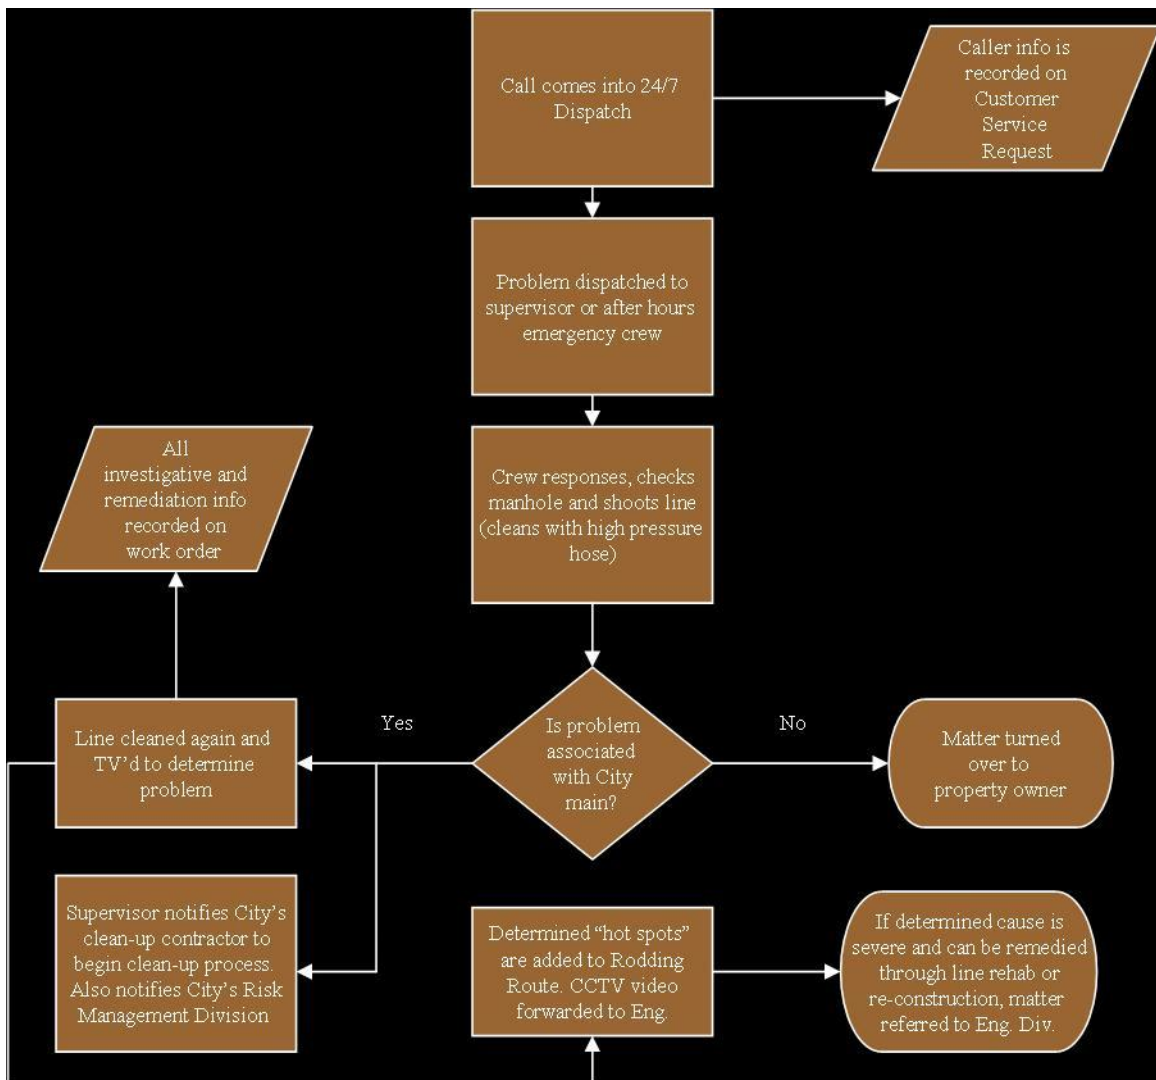 Call comes into 24/7
Dispatch
Caller info is
recorded on
Customer
Service
Request
Problem dispatched to
supervisor or after hours
emergency crew
Crew responses, checks
manhole and shoots line
(cleans with high pressure
hose)
All
investigative and
remediation info
recorded on
work order
Line cleaned again and
TV’d to determine
problem
Yes
Is problem
associated
with City
main?
No
Matter turned
over to
property owner
Supervisor notifies City’s
clean-up contractor to
begin clean-up process.
Also notifies City’s Risk
Management Division
Determined “hot spots”
are added to Rodding
Route. CCTV video
forwarded to Eng.
If determined cause is
severe and can be remedied
through line rehab or
re-construction, matter
referred to Eng. Div.